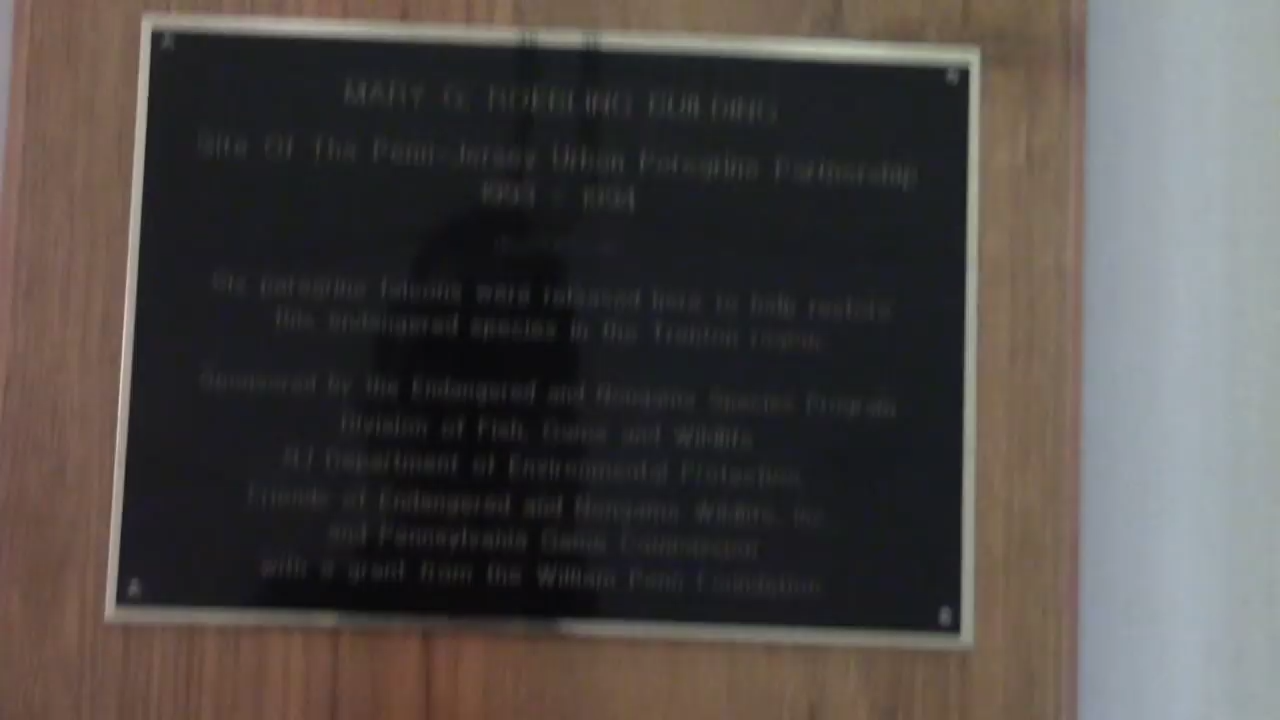 MARY G. ROEBLING BUILDING
Site Of The Penn-Jersey Urban Peregrine Partnership
1993 - 1994
peregrine falcons were released here to help restore
this endangered species in the Trenton region.
Sponsored by the Endangered and Nongame Species Program
Division of Fish, Game and Wildlife
NJ Department of Environmental Protection
Friends of Endangered and Nongame Wildlife, Inc.
and Pennsylvania Game Commission
with a grant from the William Penn Foundation